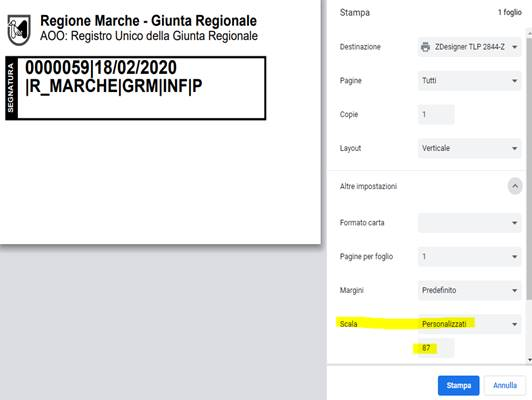 Regione Marche - Giunta Regionale
AOO: Registro Unico della Giunta Regionale
SEGNATURA
0000059|18/02/2020
|R_MARCHE|GRM|INF|P
Stampa 1 foglio
Destinazione ZDesigner TLP 2844-Z
Pagine Tutti
Copie 1
Layout Verticale
Altre impostazioni
Formato carta
Pagine per foglio 1
Margini Predefinito
Scala Personalizzati
87
Stampa Annulla